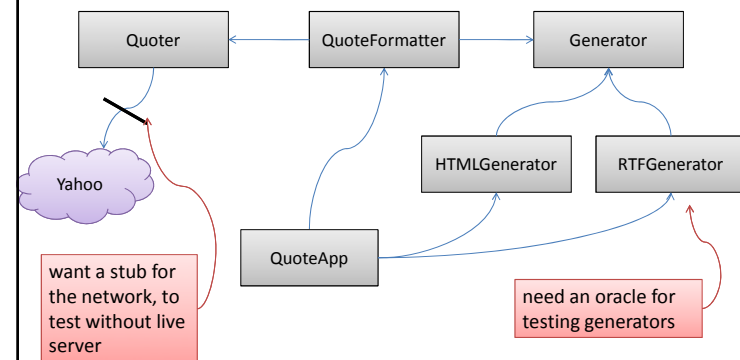 Quoter
QuoteFormatter
Generator
Yahoo
HTMLGenerator
RTFGenerator
QuoteApp
want a stub for
the network, to
test without live
server
need an oracle for
testing generators